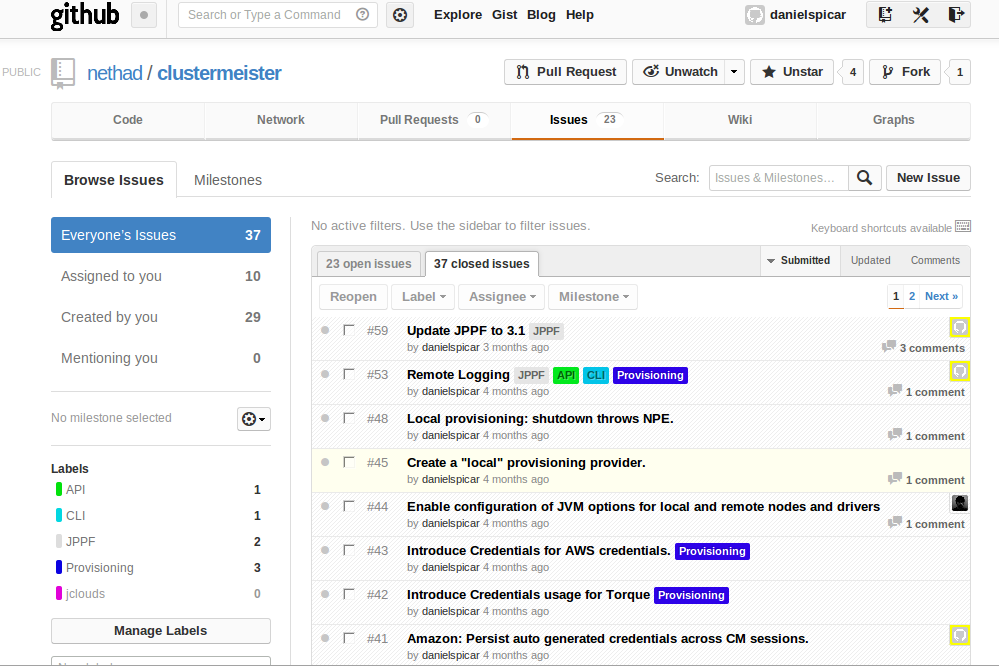 github
Search or Type a Command
Explore Gist Blog Help
danielspicar
PUBLIC
nethad / clustermeister
Pull Request
Unwatch
Unstar 4
Fork 1
Code
Network
Pull Requests 0
Issues 23
Wiki
Graphs
Browse Issues
Milestones
Search: Issues & Milestones...
New Issue
Everyone's Issues 37
Assigned to you 10
Created by you 29
Mentioning you 0
No milestone selected
Labels
API 1
CLI 1
JPPF 2
Provisioning 3
jclouds 0
Manage Labels
No active filters. Use the sidebar to filter issues.
Keyboard shortcuts available
23 open issues
37 closed issues
Submitted Updated Comments
Reopen Label Assignee Milestone
1 2 Next »
#59 Update JPPF to 3.1 JPPF
by danielspicar 3 months ago
3 comments
#53 Remote Logging JPPF API CLI Provisioning
by danielspicar 4 months ago
1 comment
#48 Local provisioning: shutdown throws NPE.
by danielspicar 4 months ago
1 comment
#45 Create a "local" provisioning provider.
by danielspicar 4 months ago
1 comment
#44 Enable configuration of JVM options for local and remote nodes and drivers
by danielspicar 4 months ago
1 comment
#43 Introduce Credentials for AWS credentials. Provisioning
by danielspicar 4 months ago
#42 Introduce Credentials usage for Torque Provisioning
by danielspicar 4 months ago
#41 Amazon: Persist auto generated credentials across CM sessions.
by danielspicar 4 months ago